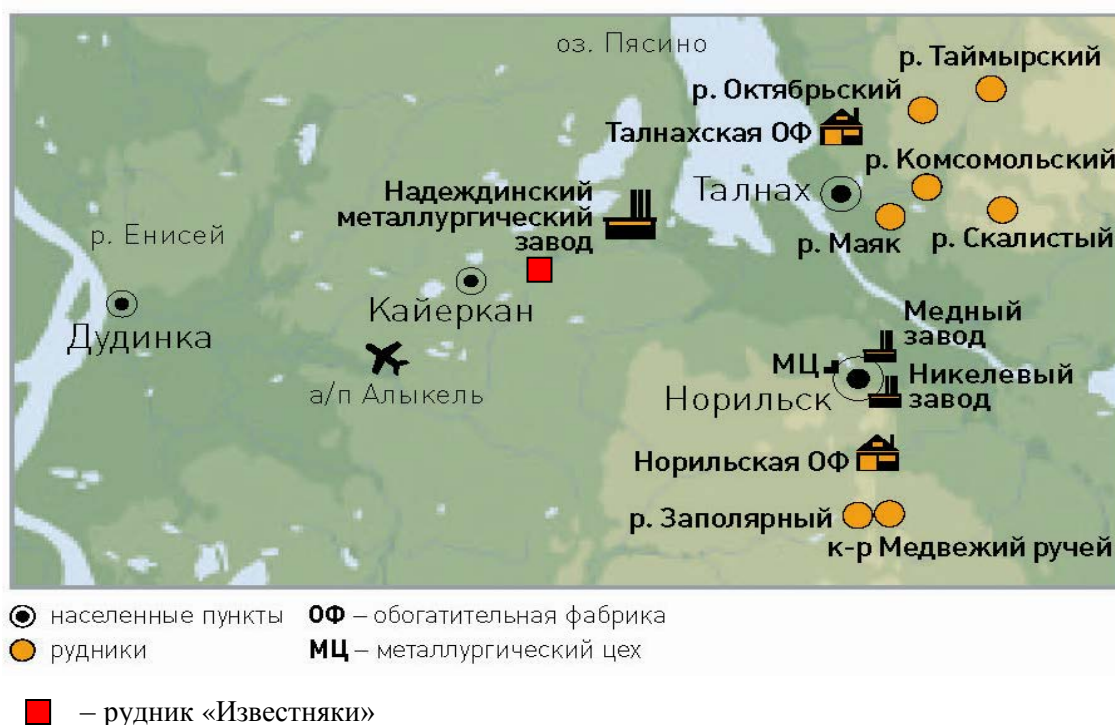 оз. Пясино
р. Таймырский
р. Октябрьский
Талнахская ОФ
р. Комсомольский
Надеждинский
металлургический
завод
Талнах
р. Енисей
р. Маяк
р. Скалистый
Кайеркан
Дудинка
Медный
завод
МЦ
а/п Алыкель
Норильск
Никелевый
завод
Норильская ОФ
р. Заполярный
к-р Медвежий ручей
населенные пункты
ОФ – обогатительная фабрика
рудники
МЦ – металлургический цех
– рудник «Известняки»